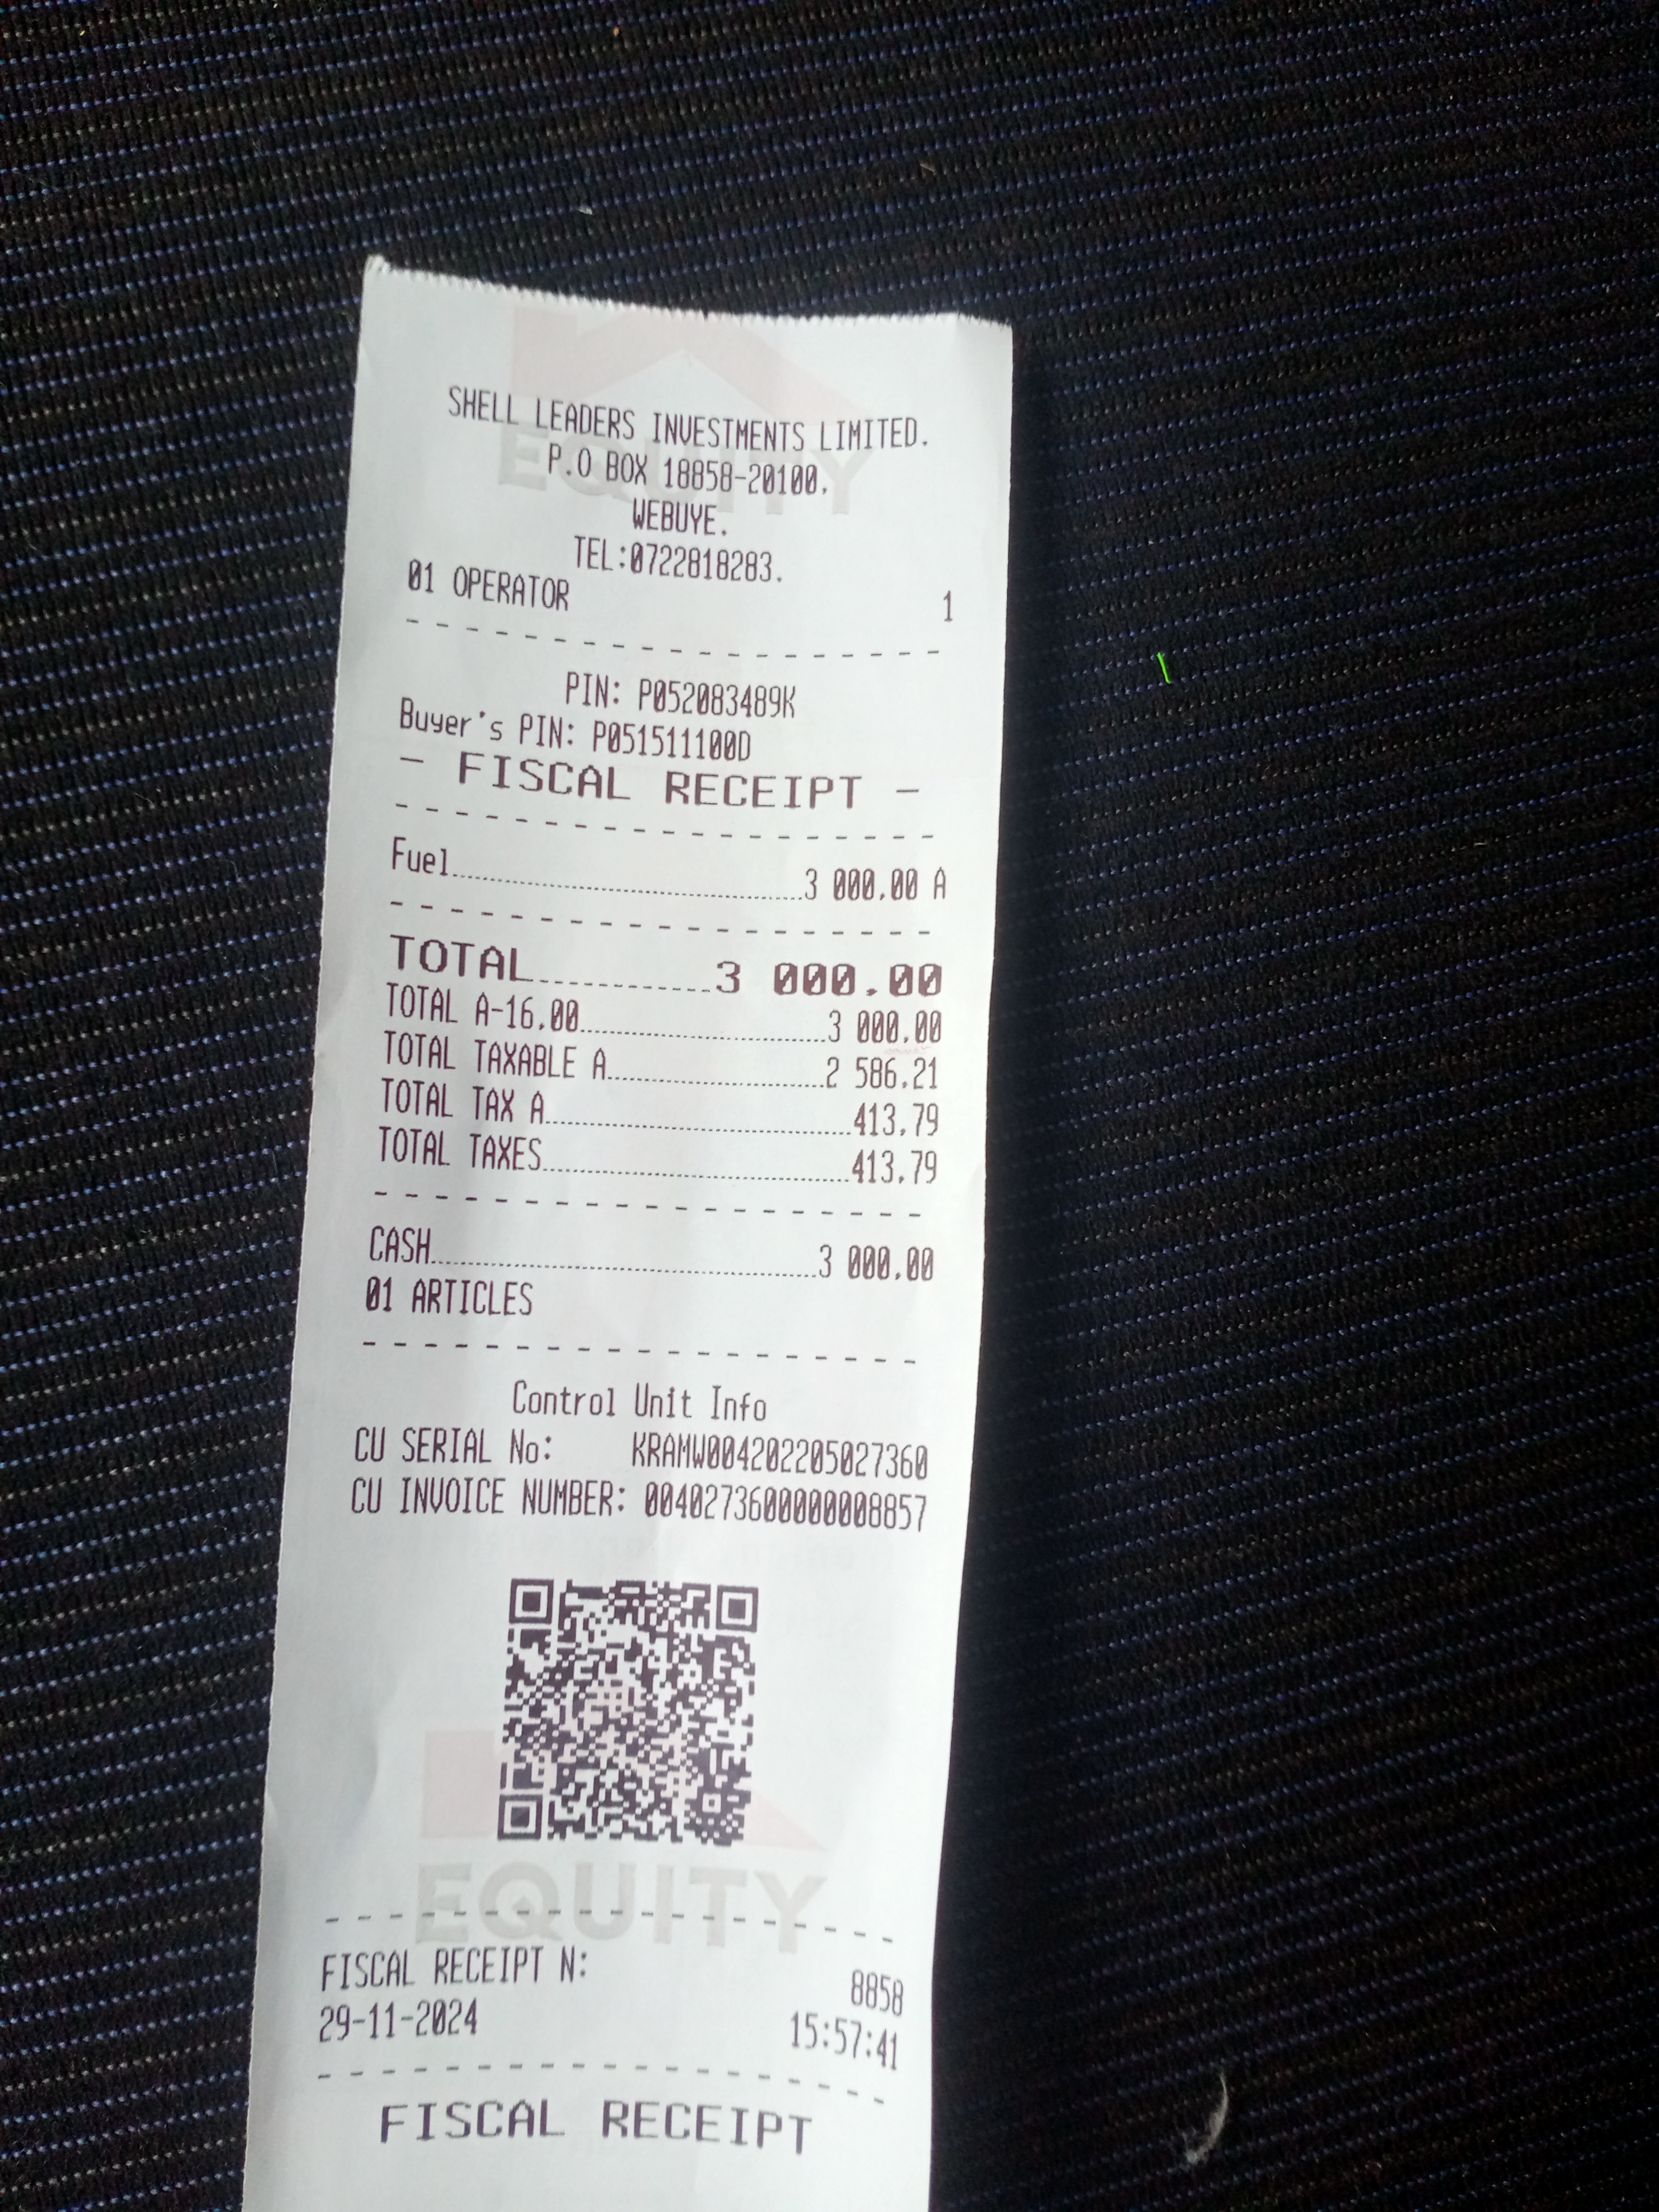 SHELL LEADERS INVESTMENTS LIMITED.
P.O BOX 18858-20100.
WEBUYE.
TEL:0722818283.
01 OPERATOR 1
PIN: P052083489K
Buyer's PIN: P051511100D
- FISCAL RECEIPT -
Fuel 3 000.00 A
TOTAL 3 000.00
TOTAL A-16.00 3 000.00
TOTAL TAXABLE A 2 586.21
TOTAL TAX A 413.79
TOTAL TAXES 413.79
CASH 3 000.00
01 ARTICLES
Control Unit Info
CU SERIAL No: KRAMW004202205027360
CU INVOICE NUMBER: 0040273600000008857
EQUITY
FISCAL RECEIPT N: 8858
29-11-2024 15:57:41
FISCAL RECEIPT